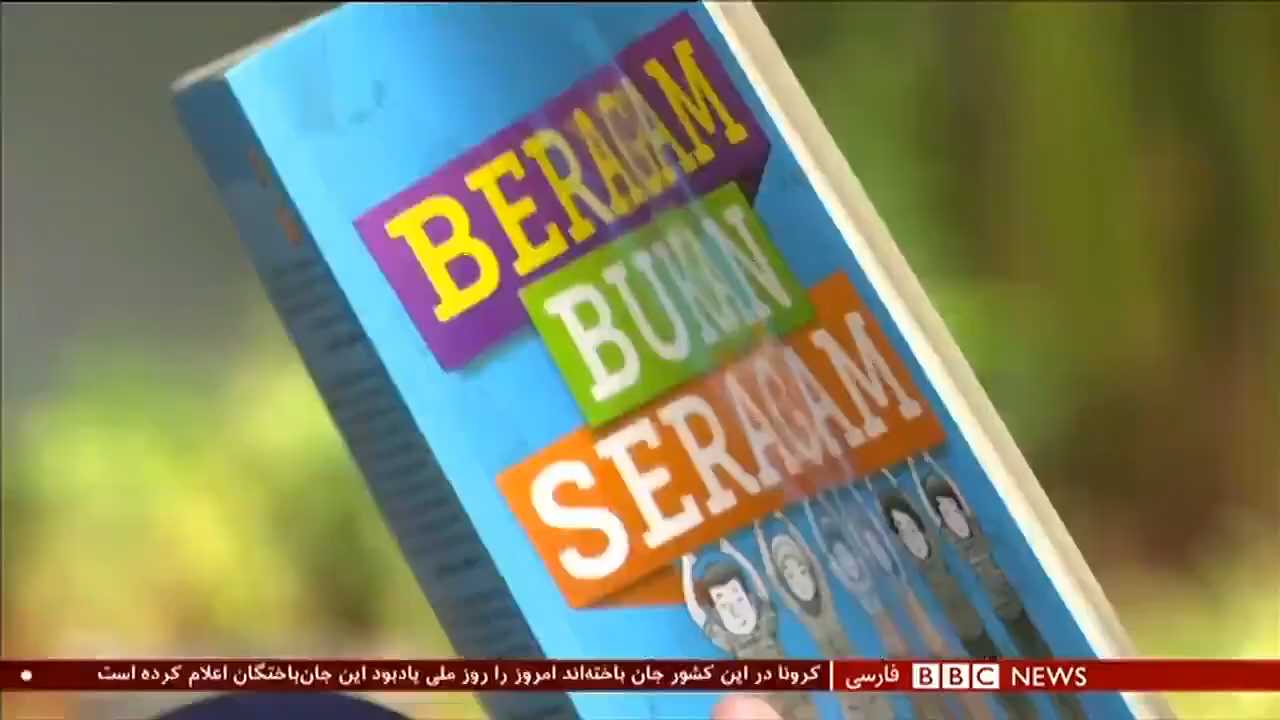 BERAGAM
BUKAN
SERAGAM
کرونا در این کشور جان باخته‌اند امروز را روز ملی یادبود این جان‌باختگان اعلام کرده است
BBC NEWS فارسی